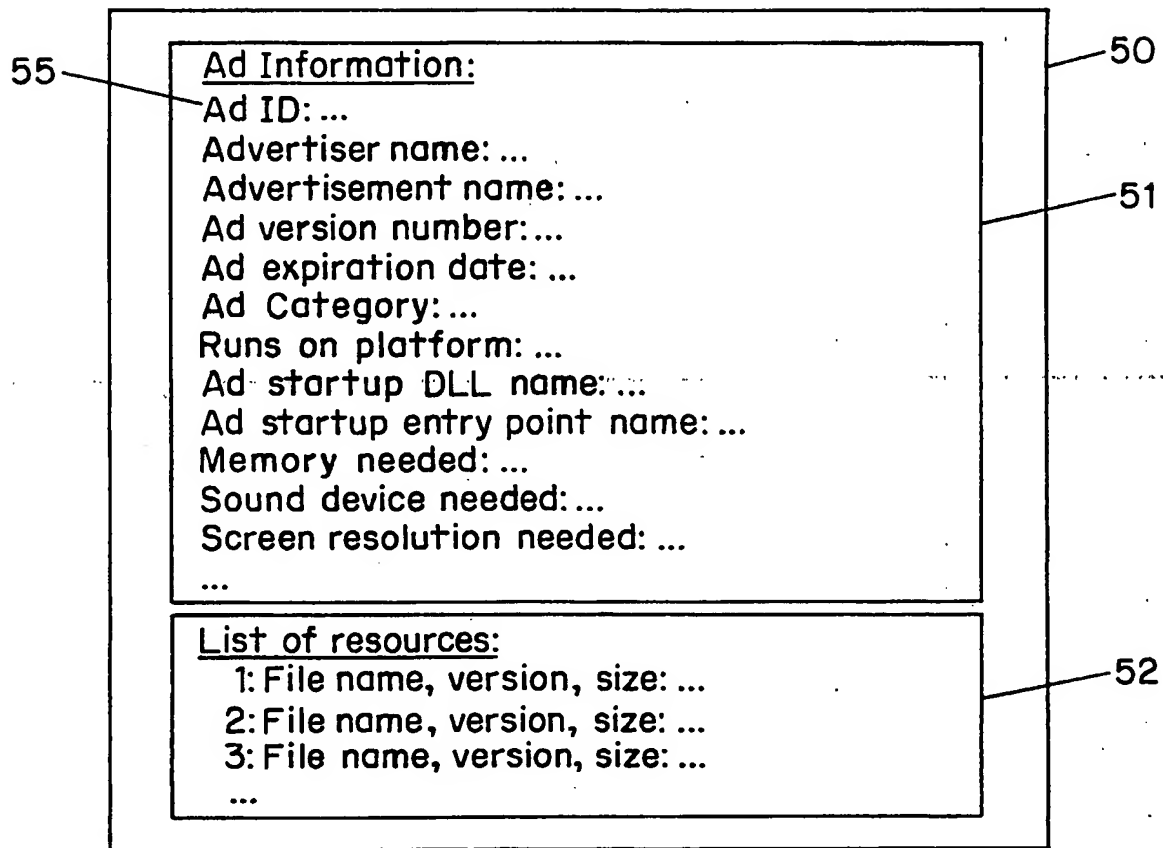 55
50
Ad Information:
Ad ID: ...
Advertiser name: ...
Advertisement name: ...
51
Ad version number: ...
Ad expiration date: ...
Ad Category: ...
Runs on platform: ...
Ad startup DLL name: ...
Ad startup entry point name: ...
Memory needed: ...
Sound device needed: ...
Screen resolution needed: ...
...
List of resources:
1: File name, version, size: ...
52
2: File name, version, size: ...
3: File name, version, size: ...
...